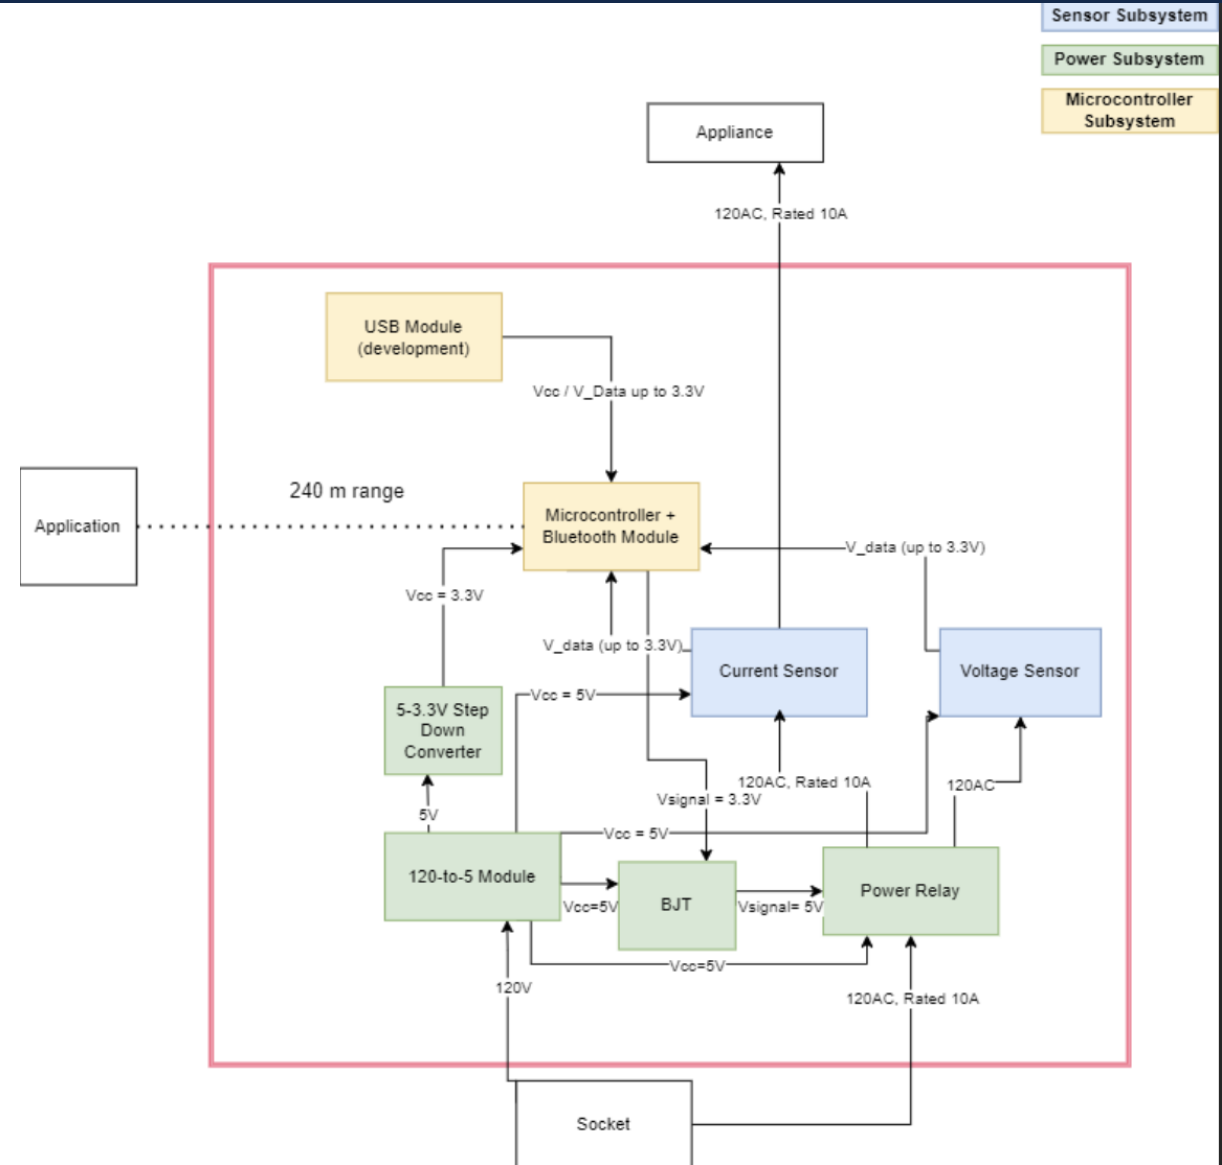 Sensor Subsystem
Power Subsystem
Microcontroller
Subsystem
Appliance
120AC, Rated 10A
USB Module
(development)
Vcc / V_Data up to 3.3V
240 m range
Application
Microcontroller +
Bluetooth Module
V_data (up to 3.3V)
Vcc = 3.3V
V_data (up to 3.3V)
Current Sensor
Voltage Sensor
Vcc = 5V
5-3.3V Step
Down
Converter
120AC, Rated 10A
120AC
Vsignal = 3.3V
5V
Vcc = 5V
120-to-5 Module
Power Relay
BJT
Vcc=5V
Vsignal= 5V
Vcc=5V
120V
120AC, Rated 10A
Socket